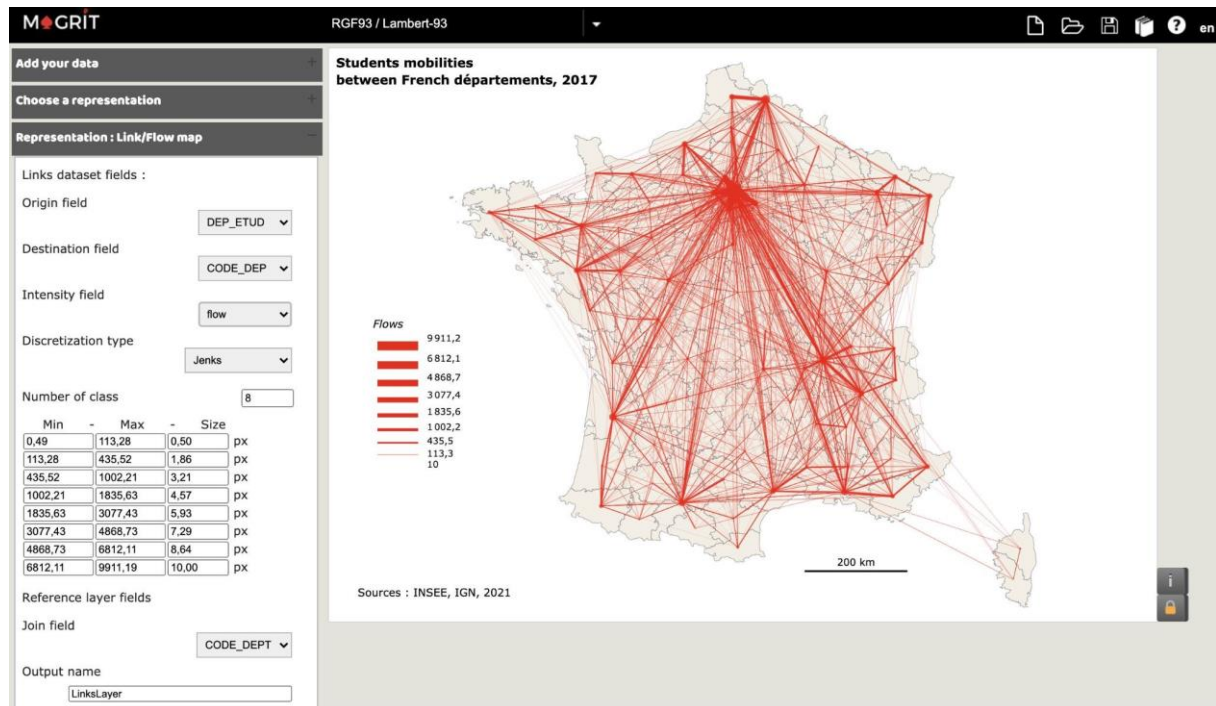 MAGRIT
RGF93 / Lambert-93
en
Add your data +
Choose a representation +
Representation : Link/Flow map −
Links dataset fields :
Origin field
DEP_ETUD
Destination field
CODE_DEP
Intensity field
flow
Discretization type
Jenks
Number of class 8
Min - Max - Size
0,49 113,28 0,50 px
113,28 435,52 1,86 px
435,52 1002,21 3,21 px
1002,21 1835,63 4,57 px
1835,63 3077,43 5,93 px
3077,43 4868,73 7,29 px
4868,73 6812,11 8,64 px
6812,11 9911,19 10,00 px
Reference layer fields
Join field
CODE_DEPT
Output name
LinksLayer
Students mobilities
between French départements, 2017
Flows
9 911,2
6 812,1
4 868,7
3 077,4
1 835,6
1 002,2
435,5
113,3
10
200 km
Sources : INSEE, IGN, 2021
i